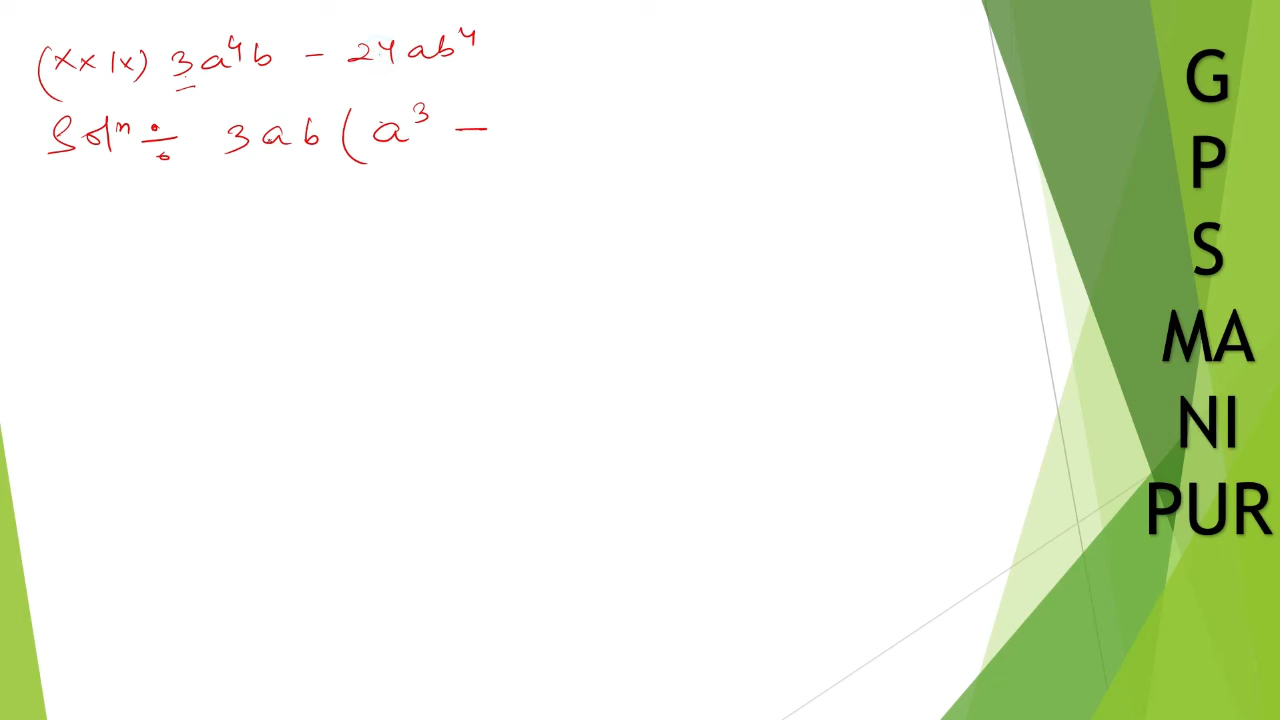 (xxix) 3a⁴b - 24ab⁴
Solⁿ ÷ 3ab(a³ -
G
P
S
MA
NI
PUR